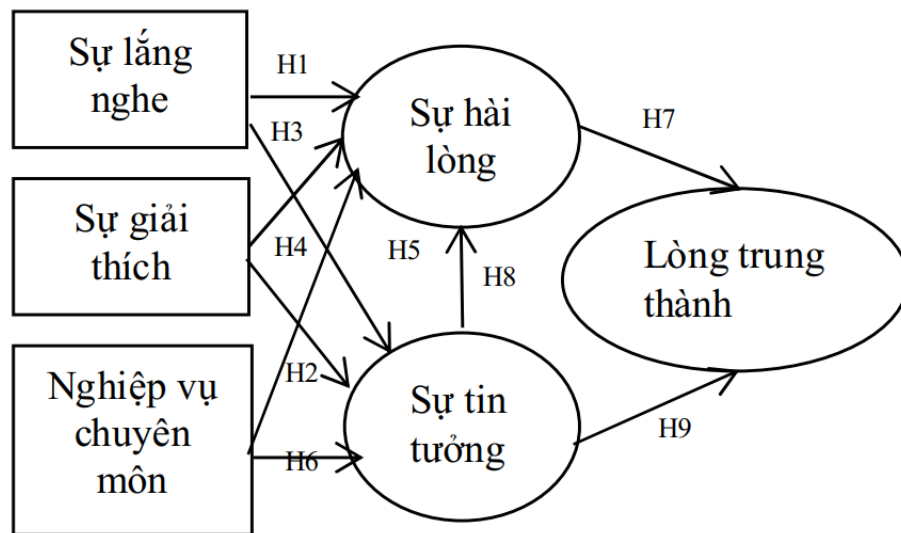 Sự lắng
nghe
H1
H3
Sự hài
lòng
H7
Sự giải
thích
H4
H5
H8
Lòng trung
thành
Nghiệp vụ
chuyên
môn
H2
H6
Sự tin
tưởng
H9